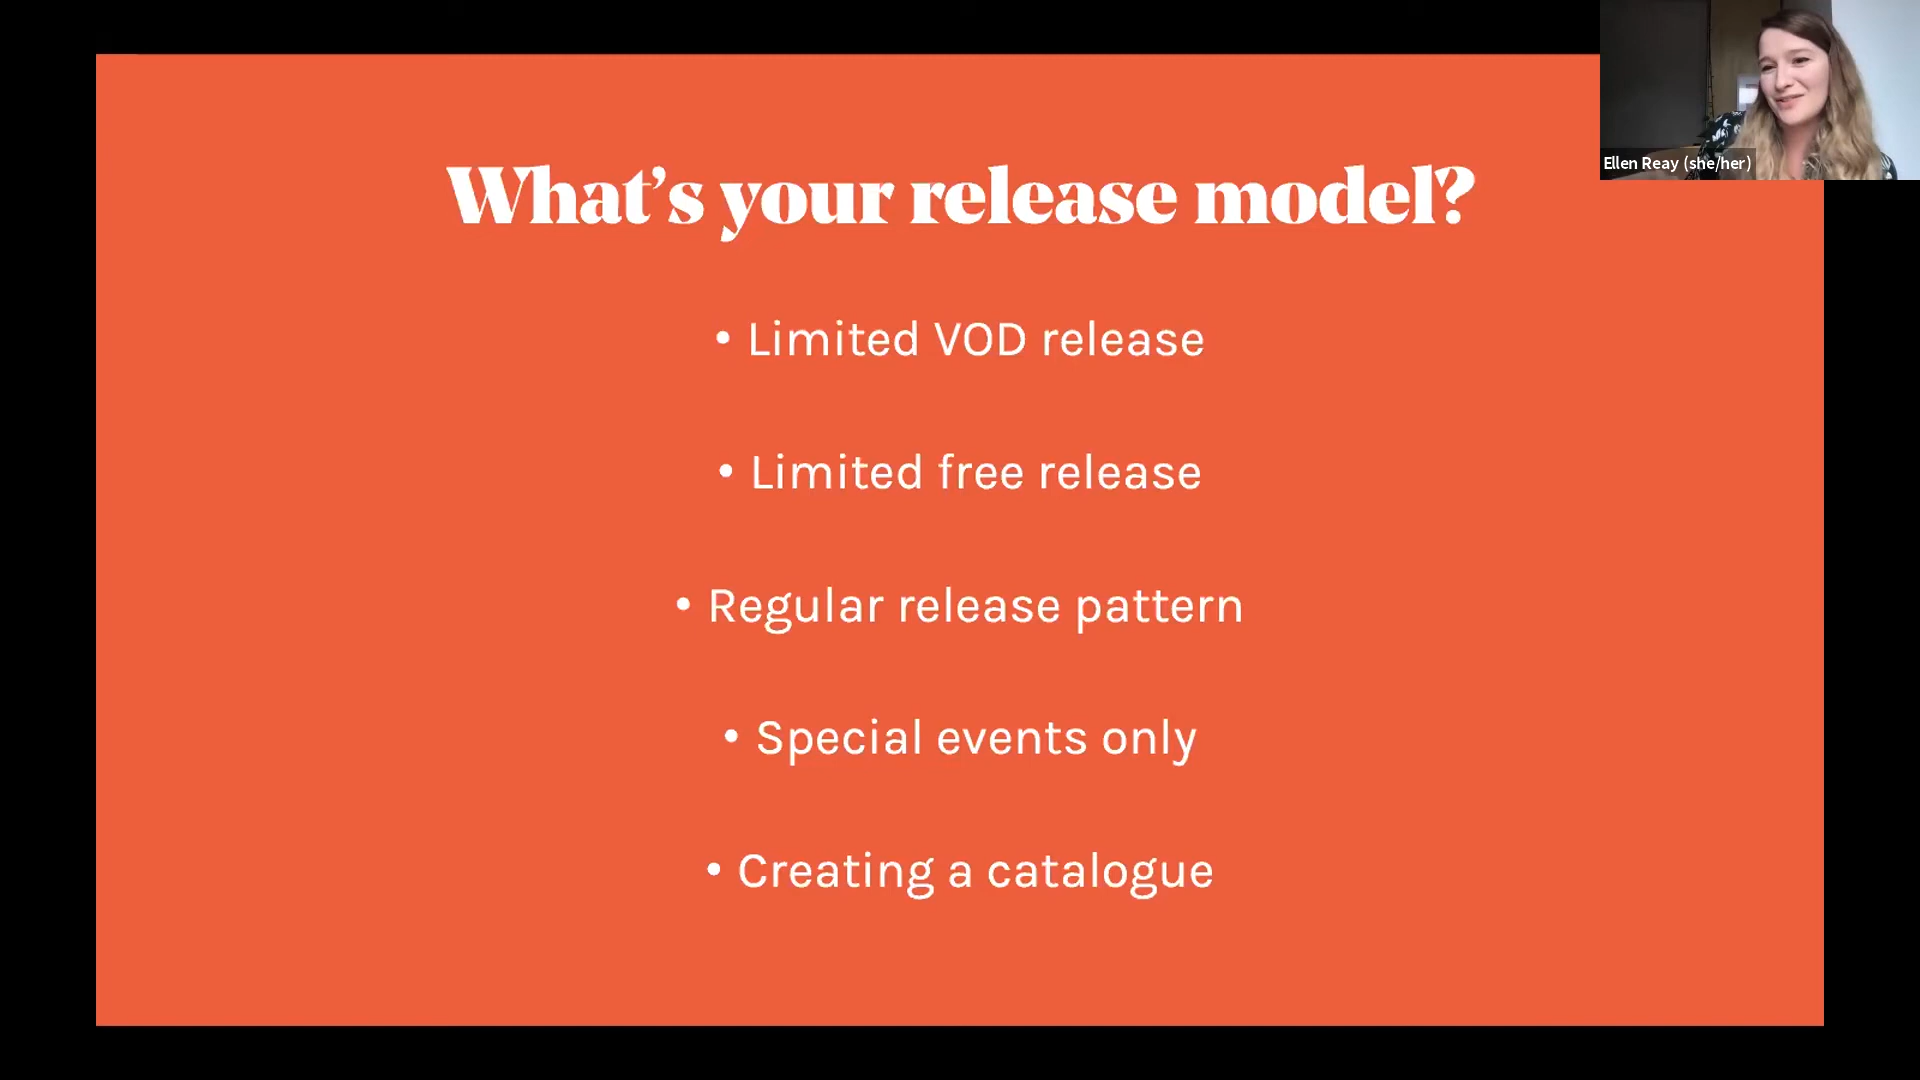 What's your release model?
• Limited VOD release
• Limited free release
• Regular release pattern
• Special events only
• Creating a catalogue
Ellen Reay (she/her)